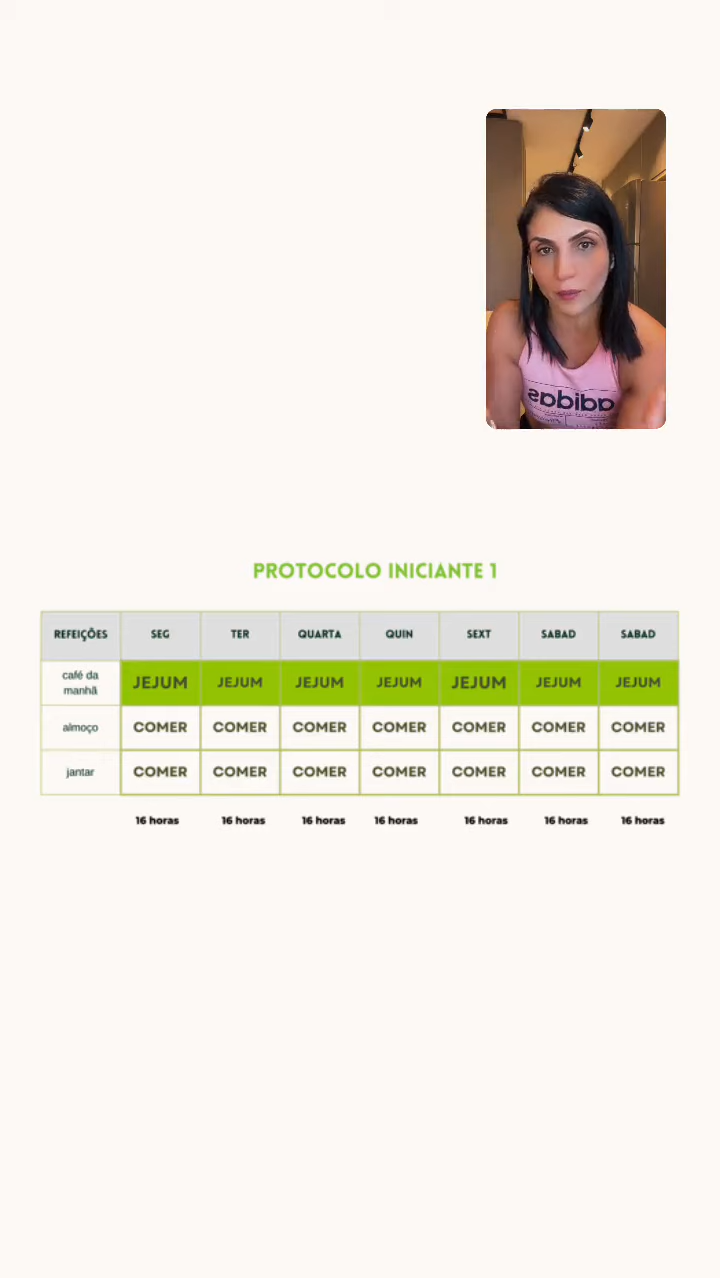 adidas
PROTOCOLO INICIANTE 1
REFEIÇÕES SEG TER QUARTA QUIN SEXT SABAD SABAD
café da
manhã
JEJUM JEJUM JEJUM JEJUM JEJUM JEJUM JEJUM
almoço COMER COMER COMER COMER COMER COMER COMER
jantar COMER COMER COMER COMER COMER COMER COMER
16 horas 16 horas 16 horas 16 horas 16 horas 16 horas 16 horas